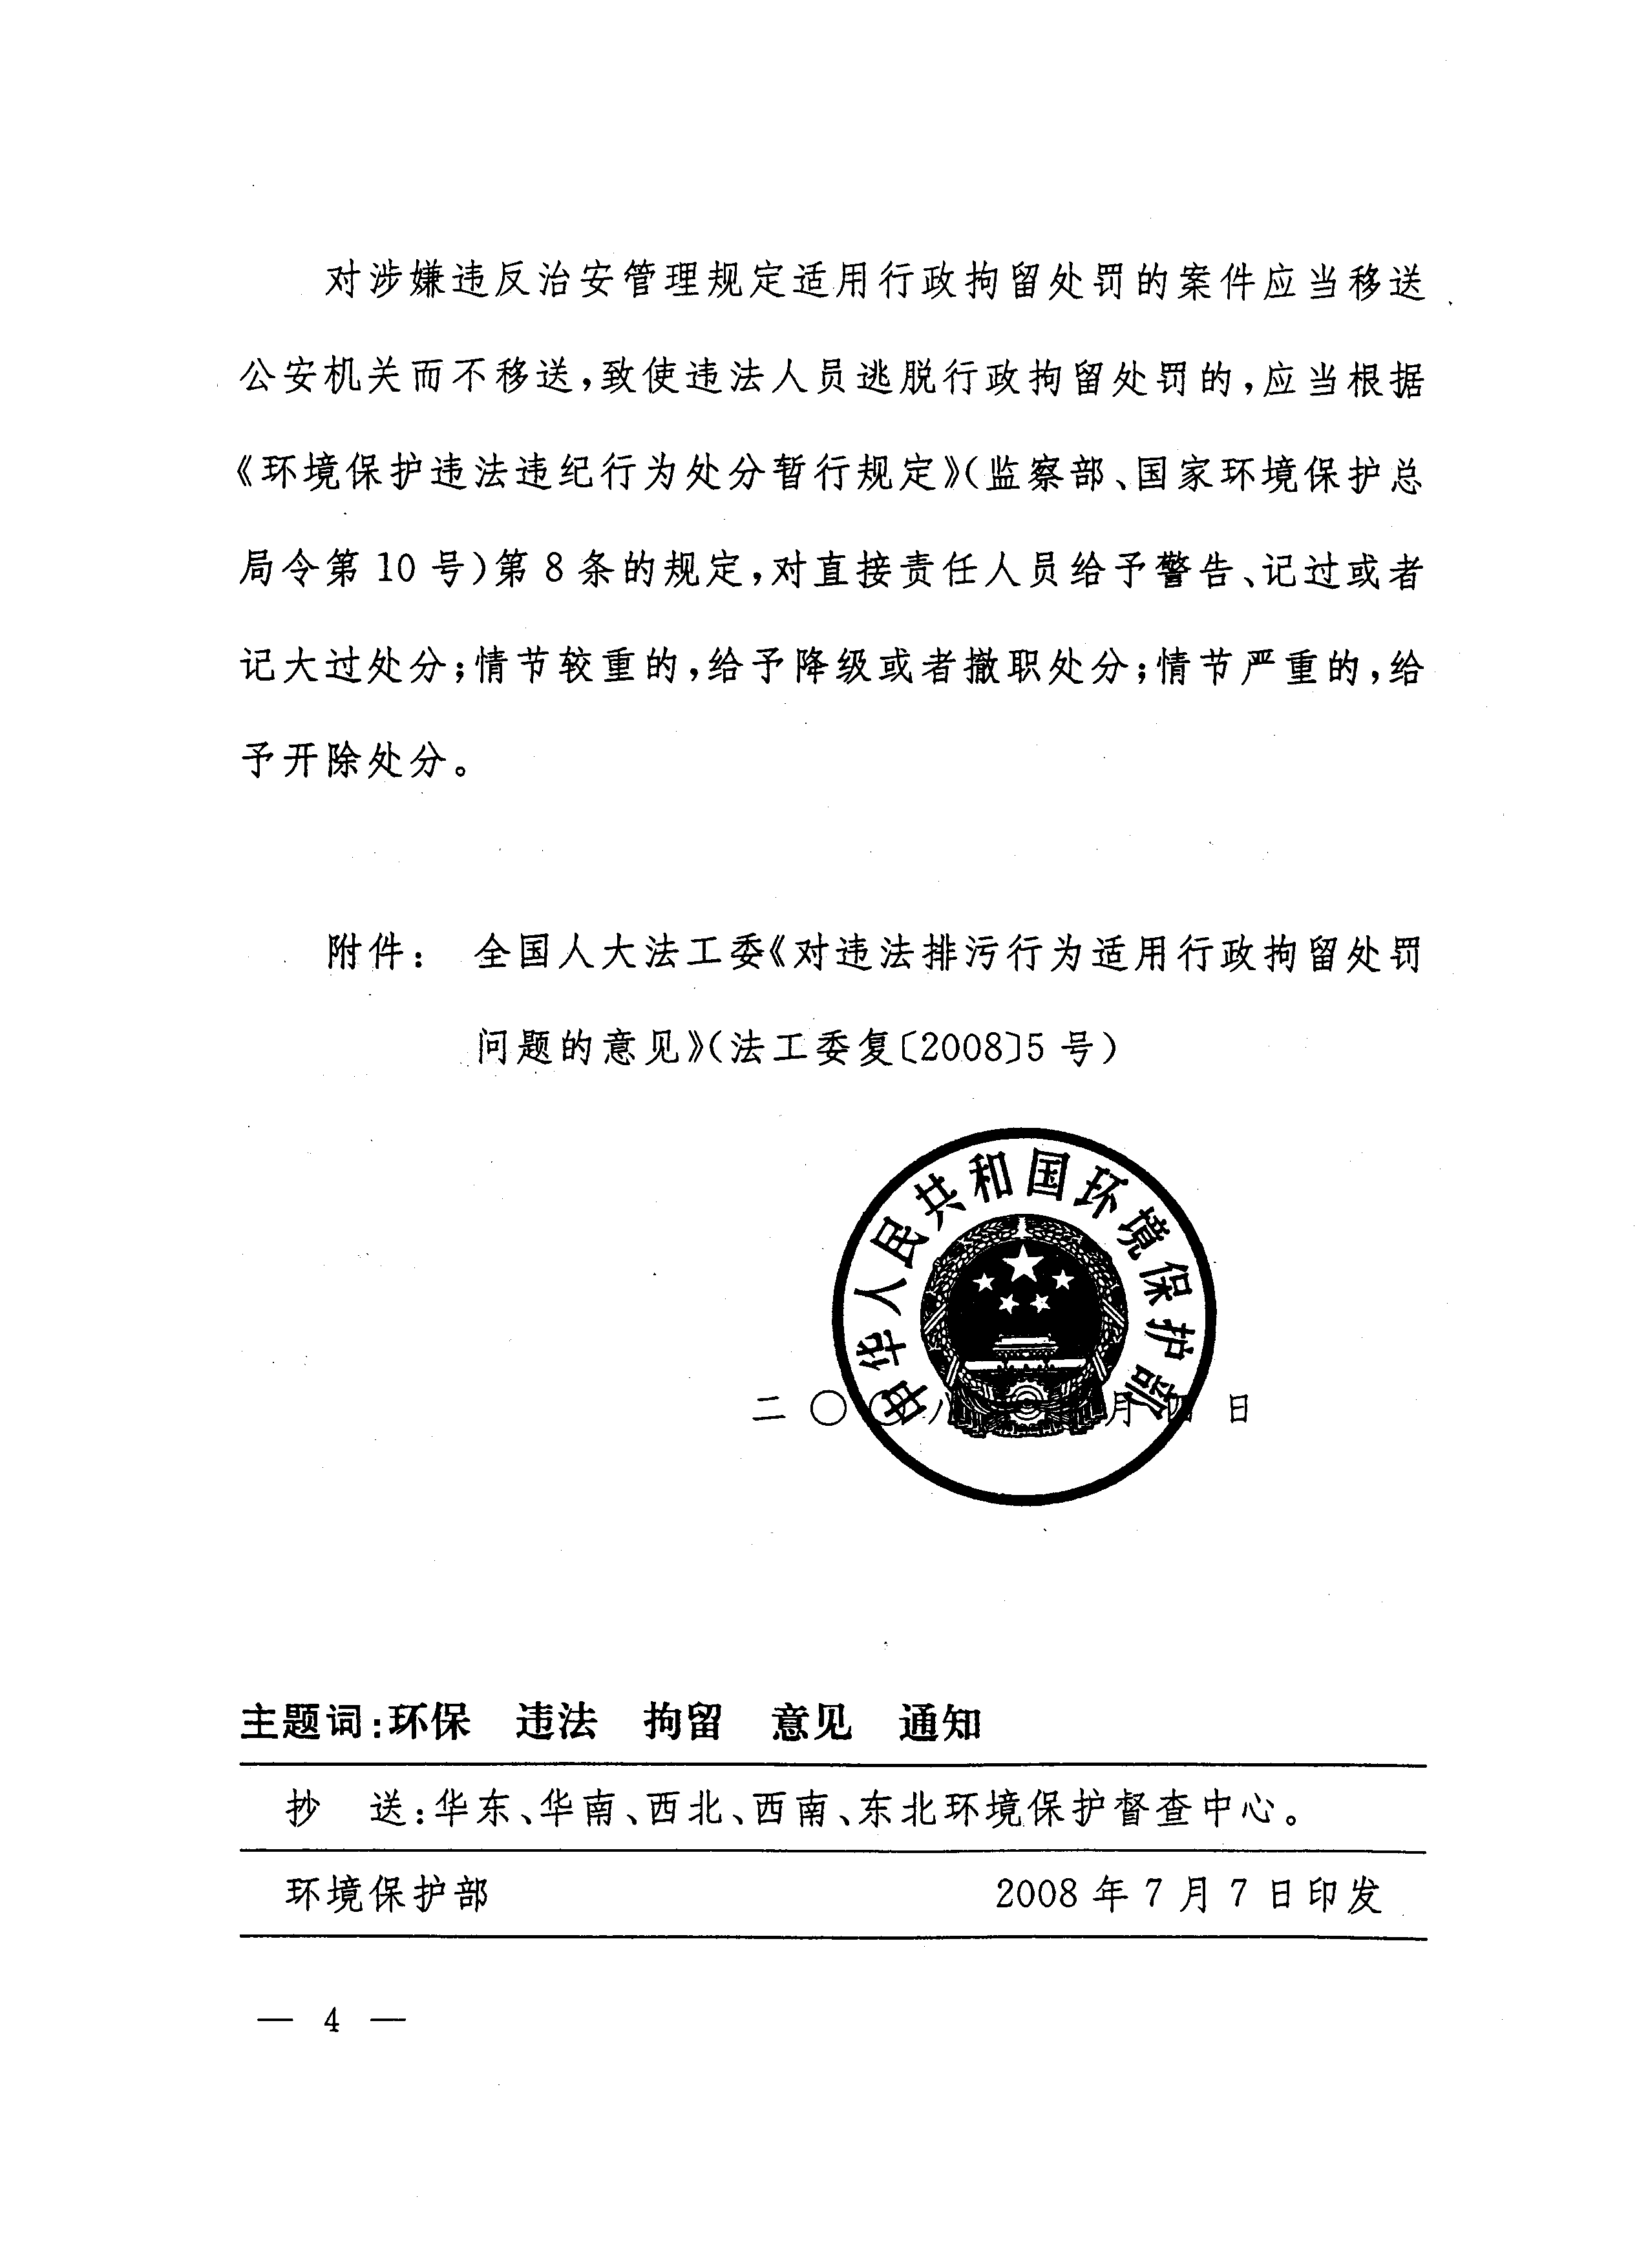 对涉嫌违反治安管理规定适用行政拘留处罚的案件应当移送
公安机关而不移送,致使违法人员逃脱行政拘留处罚的,应当根据
《环境保护违法违纪行为处分暂行规定》(监察部、国家环境保护总
局令第10号)第8条的规定,对直接责任人员给予警告、记过或者
记大过处分;情节较重的,给予降级或者撤职处分;情节严重的,给
予开除处分。
附件: 全国人大法工委《对违法排污行为适用行政拘留处罚
问题的意见》(法工委复〔2008〕5号)
中华人民共和国环境保护部
二〇〇八 月四日
主题词:环保 违法 拘留 意见 通知
抄 送:华东、华南、西北、西南、东北环境保护督查中心。
环境保护部 2008年7月7日印发
— 4 —